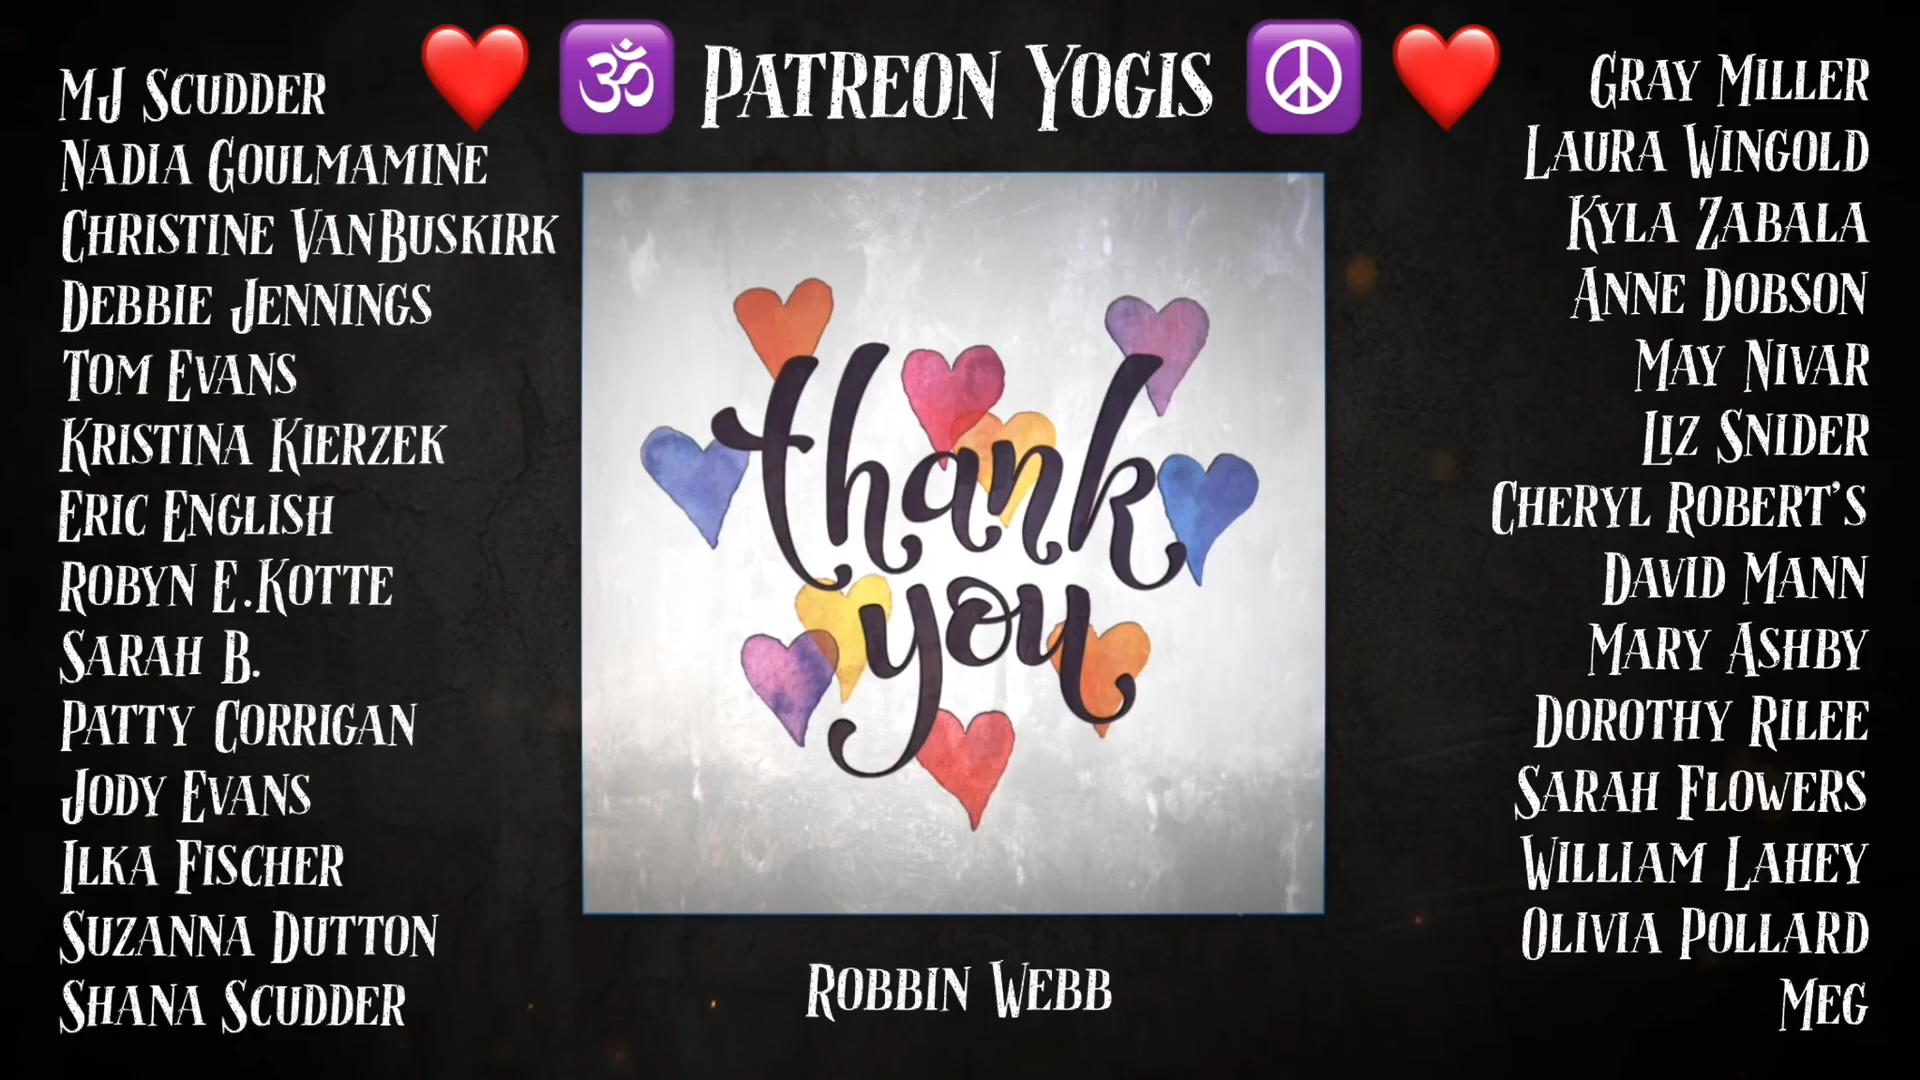 ❤️ 🕉️ Patreon Yogis ☮️ ❤️
MJ Scudder
Nadia Goulmamine
Christine VanBuskirk
Debbie Jennings
Tom Evans
Kristina Kierzek
Eric English
Robyn E.Kotte
Sarah B.
Patty Corrigan
Jody Evans
Ilka Fischer
Suzanna Dutton
Shana Scudder
thank
you
Robbin Webb
Gray Miller
Laura Wingold
Kyla Zabala
Anne Dobson
May Nivar
Liz Snider
Cheryl Robert's
David Mann
Mary Ashby
Dorothy Rilee
Sarah Flowers
William Lahey
Olivia Pollard
Meg